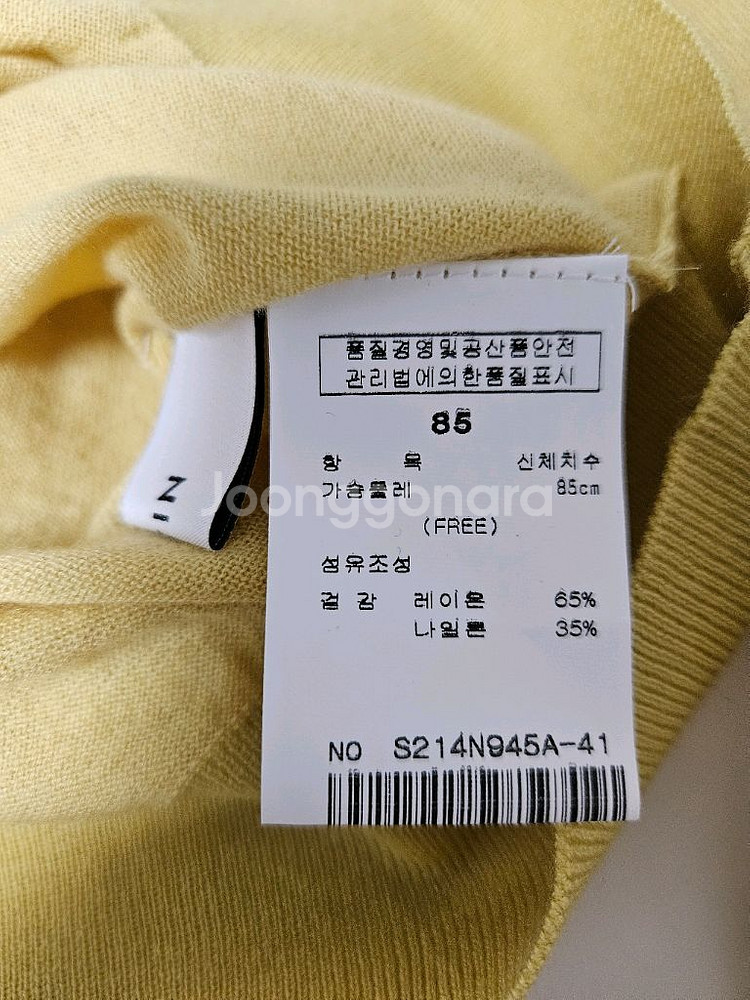 품질경영및공산품안전
관리법에의한품질표시
85
항 목 신체치수
가슴둘레 85cm
(FREE)
섬유조성
겉 감 레이온 65%
나일론 35%
NO S214N945A-41
Joonggonara
Z